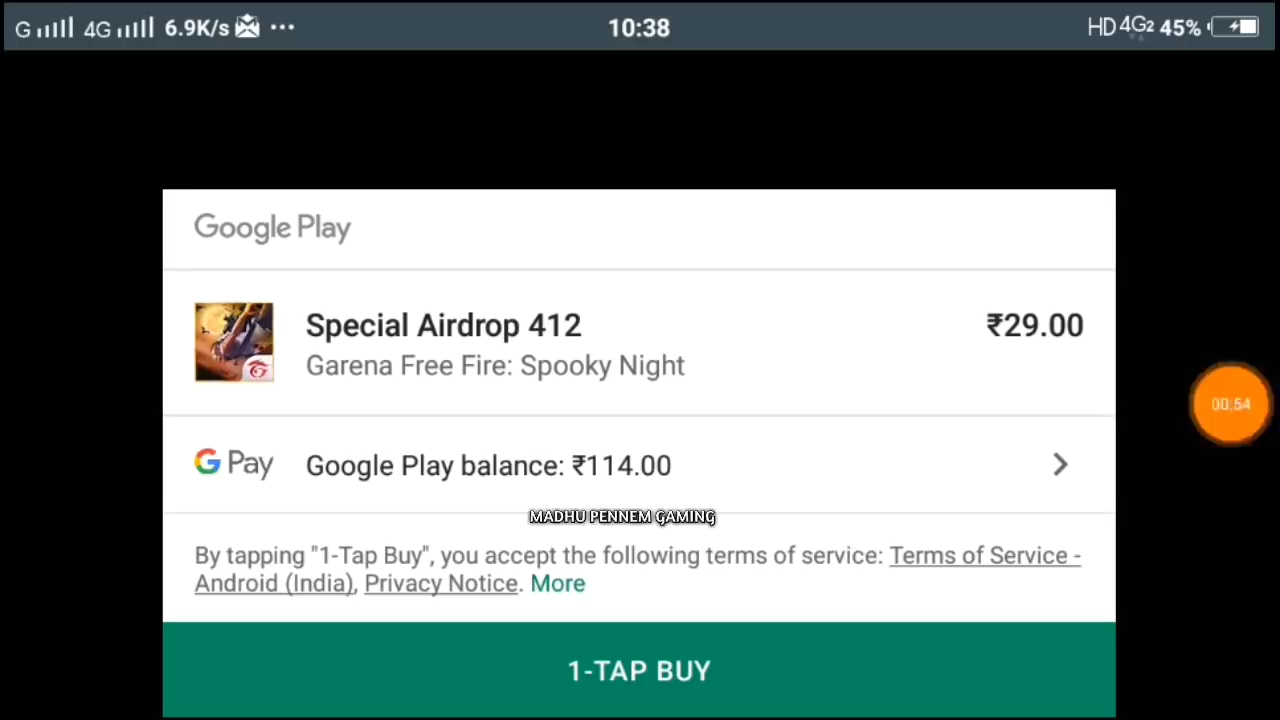 G 4G 6.9K/s ... 10:38 HD 4G2 45%
Google Play
Special Airdrop 412 ₹29.00
Garena Free Fire: Spooky Night
00:54
G Pay Google Play balance: ₹114.00
MADHU PENNEM GAMING
By tapping "1-Tap Buy", you accept the following terms of service: Terms of Service -
Android (India), Privacy Notice. More
1-TAP BUY